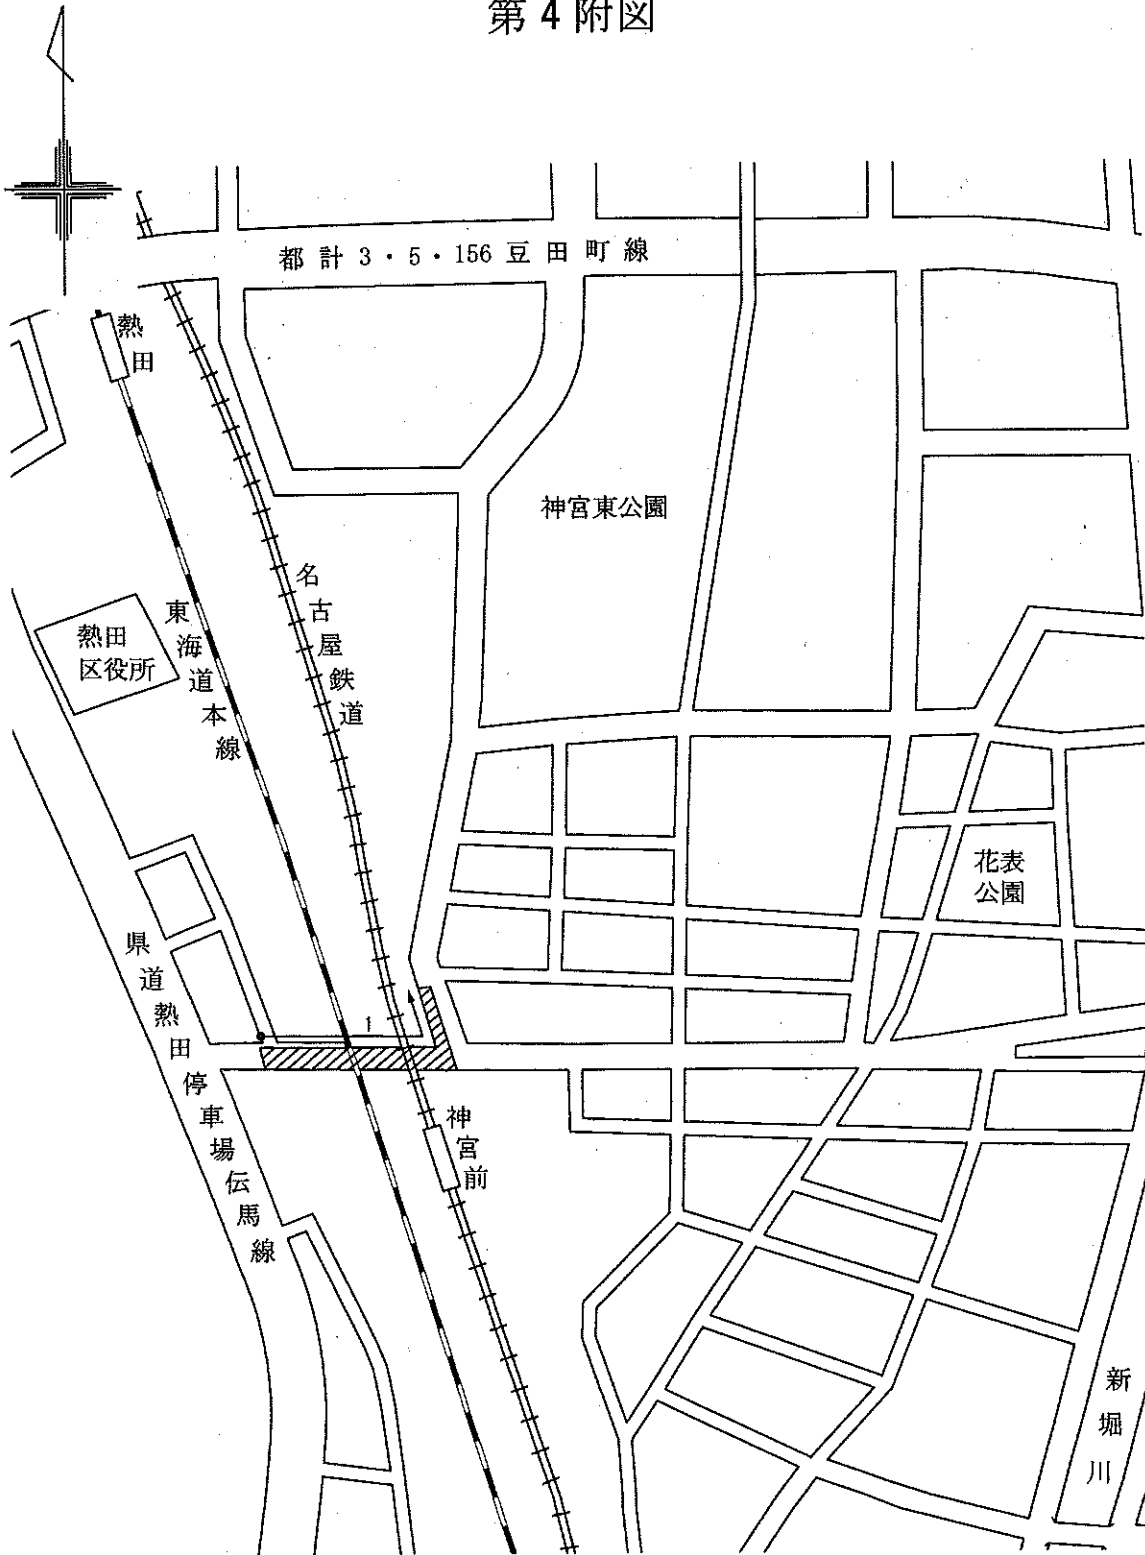 第4附図
都計3・5・156豆田町線
熱田
神宮東公園
名古屋鉄道
東海道本線
熱田
区役所
花表
公園
県道熱田停車場伝馬線
1
神宮前
新堀川